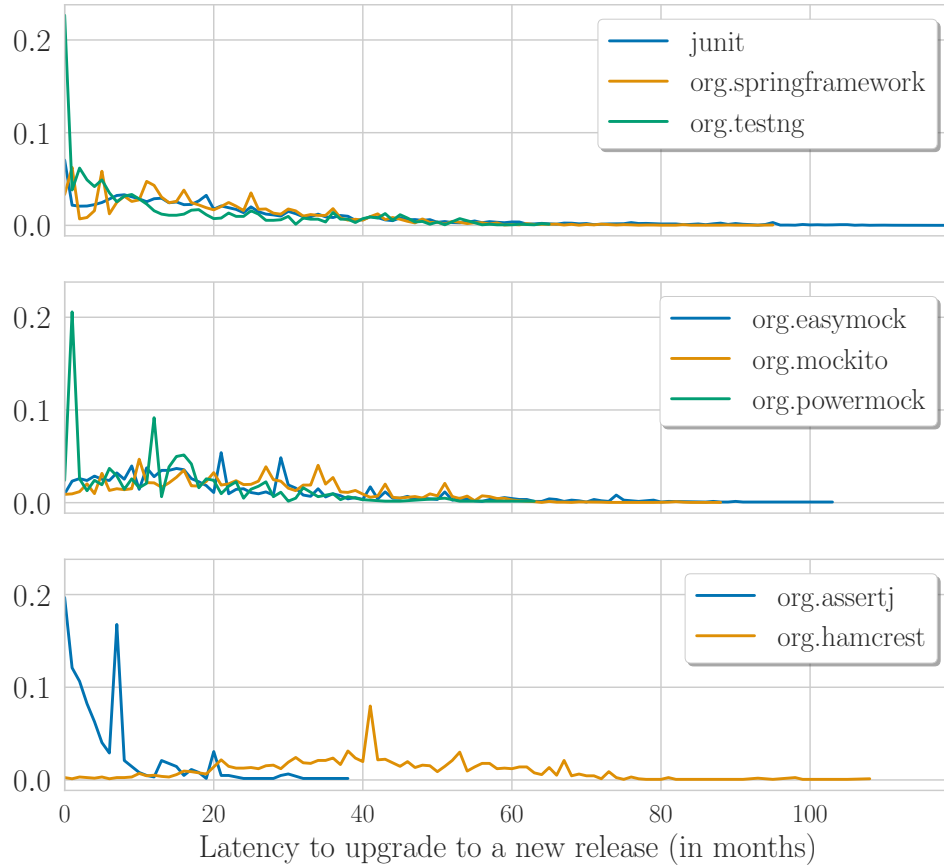 0.2
0.1
0.0
junit
org.springframework
org.testng
0.2
0.1
0.0
org.easymock
org.mockito
org.powermock
0.2
0.1
0.0
org.assertj
org.hamcrest
0 20 40 60 80 100
Latency to upgrade to a new release (in months)